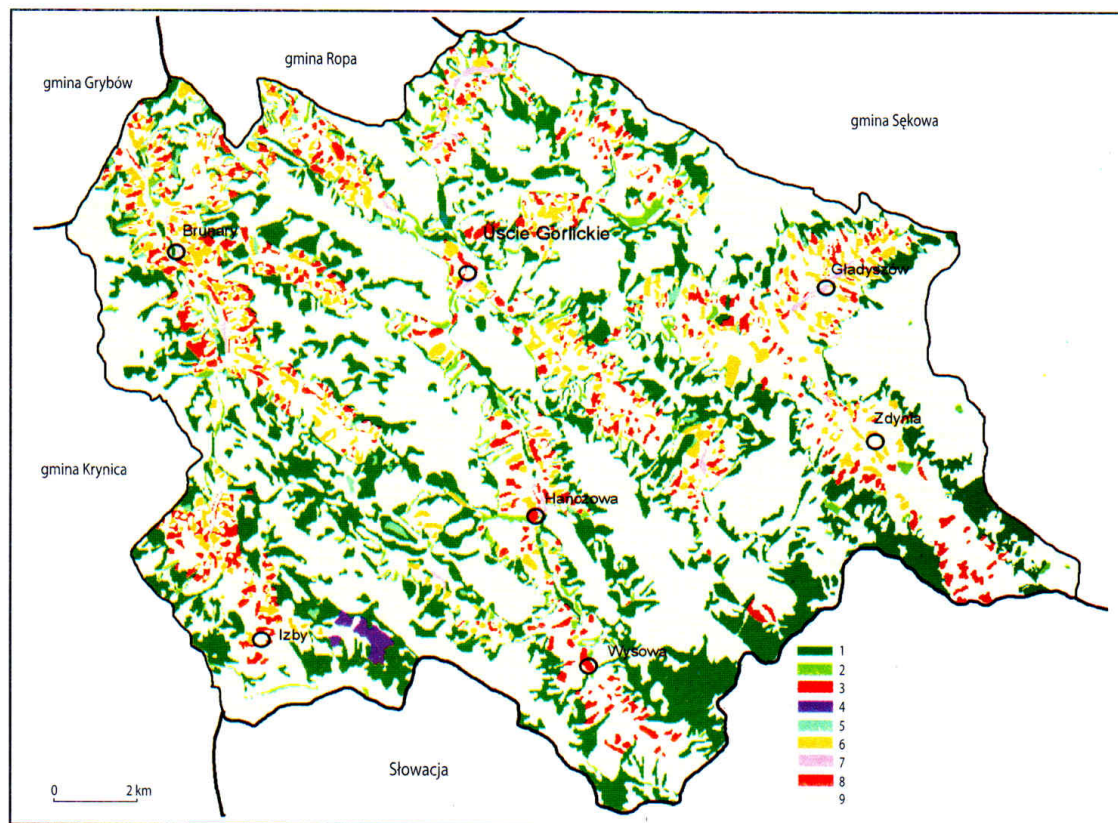 gmina Ropa
gmina Grybów
gmina Sękowa
Brunary
Uście Gorlickie
Gładyszów
Zdynia
gmina Krynica
Hańczowa
Izby
Wysowa
Słowacja
0 2 km
1
2
3
4
5
6
7
8
9